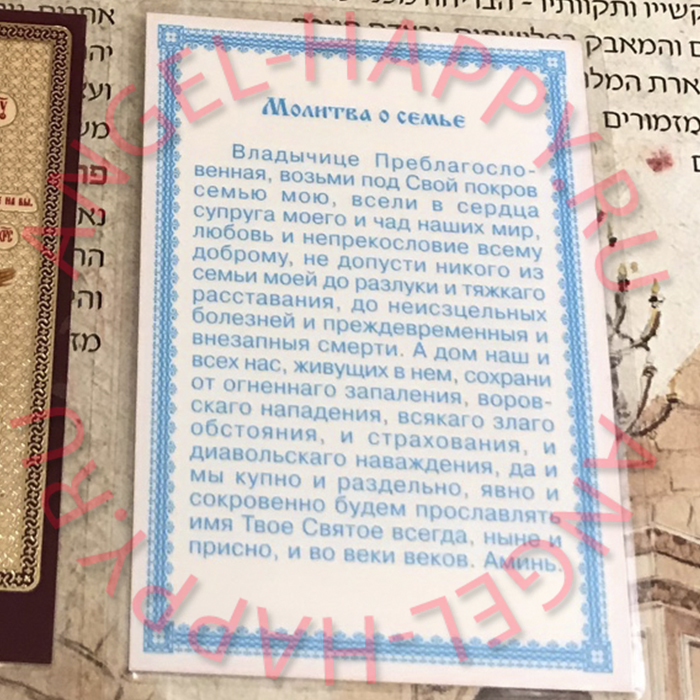 Молитва о семье
Владычице Преблагосло-
венная, возьми под Свой покров
семью мою, всели в сердца
супруга моего и чад наших мир,
любовь и непрекословие всему
доброму, не допусти никого из
семьи моей до разлуки и тяжкаго
расставания, до неисцельных
болезней и преждевременныя и
внезапныя смерти. А дом наш и
всех нас, живущих в нем, сохрани
от огненнаго запаления, воров-
скаго нападения, всякаго злаго
обстояния, и страхования, и
диавольскаго наваждения, да и
мы купно и раздельно, явно и
сокровенно будем прославлять
имя Твое Святое всегда, ныне и
присно, и во веки веков. Аминь.
ANGEL-HAPPY.RU
ANGEL-HAPPY.RU
מזמורים